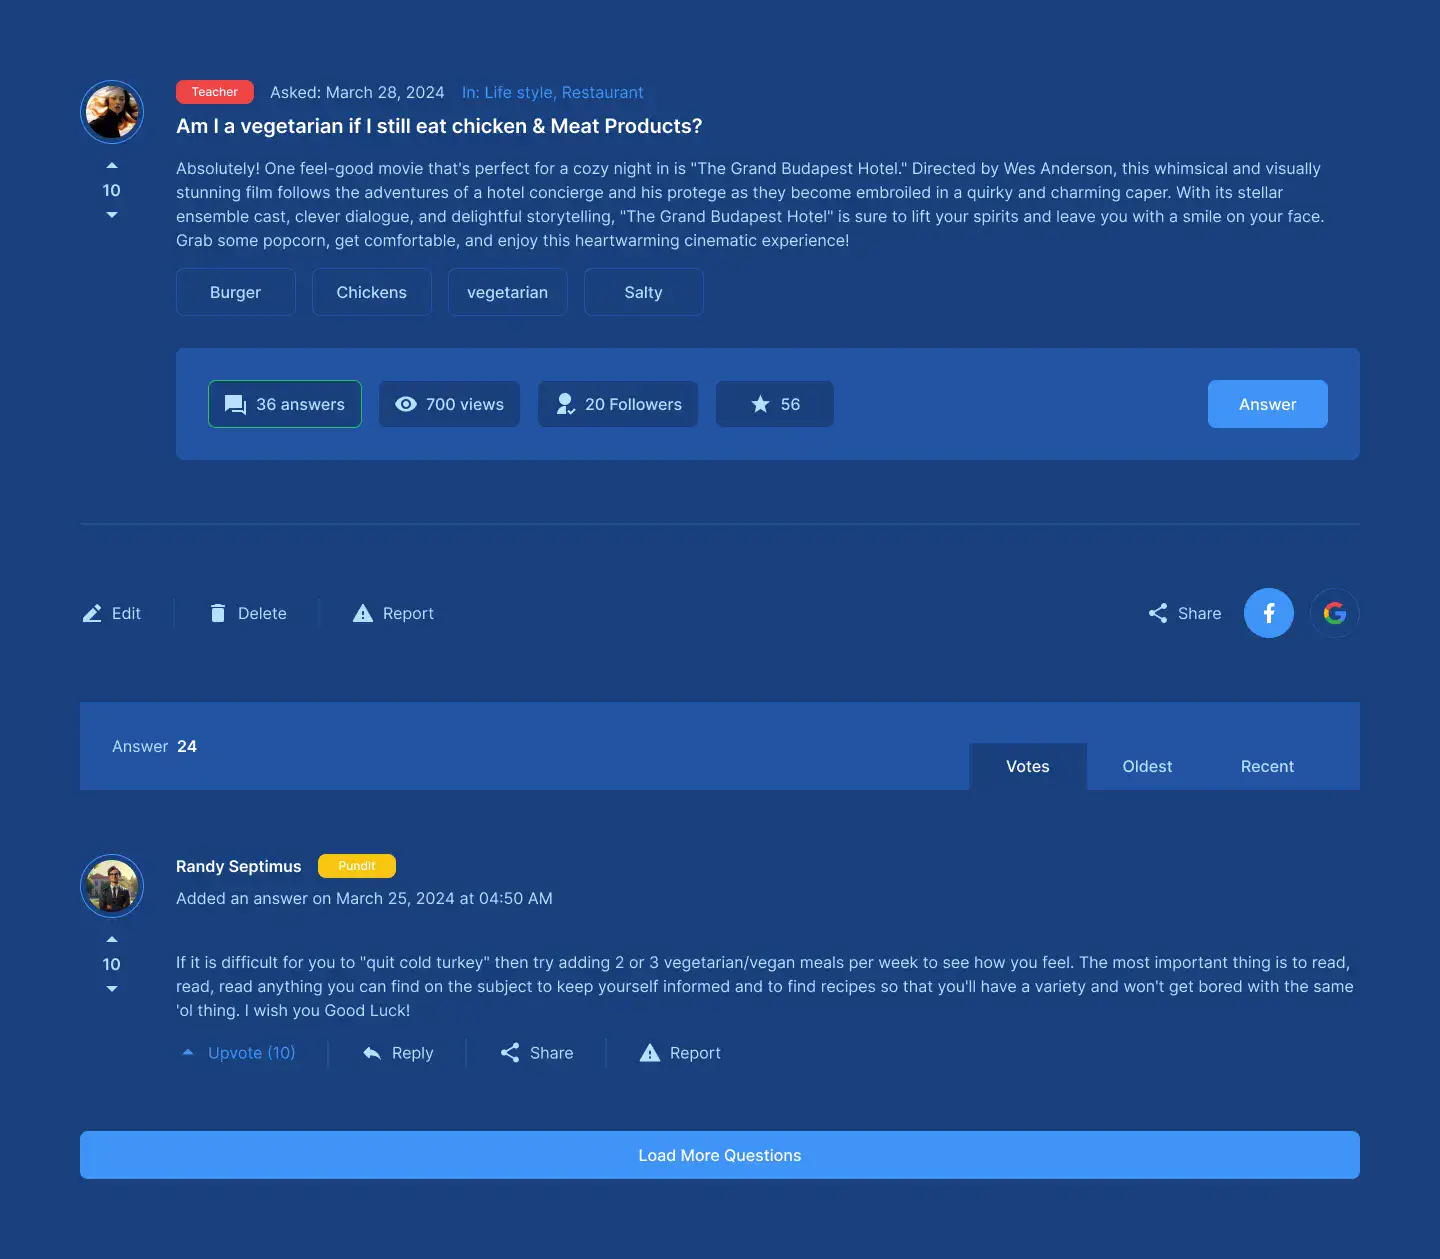 Teacher Asked: March 28, 2024 In: Life style, Restaurant
Am I a vegetarian if I still eat chicken & Meat Products?
10
Absolutely! One feel-good movie that's perfect for a cozy night in is "The Grand Budapest Hotel." Directed by Wes Anderson, this whimsical and visually
stunning film follows the adventures of a hotel concierge and his protege as they become embroiled in a quirky and charming caper. With its stellar
ensemble cast, clever dialogue, and delightful storytelling, "The Grand Budapest Hotel" is sure to lift your spirits and leave you with a smile on your face.
Grab some popcorn, get comfortable, and enjoy this heartwarming cinematic experience!
Burger Chickens vegetarian Salty
36 answers 700 views 20 Followers 56 Answer
Edit Delete Report Share
Answer 24 Votes Oldest Recent
Randy Septimus Pundit
Added an answer on March 25, 2024 at 04:50 AM
10
If it is difficult for you to "quit cold turkey" then try adding 2 or 3 vegetarian/vegan meals per week to see how you feel. The most important thing is to read,
read, read anything you can find on the subject to keep yourself informed and to find recipes so that you'll have a variety and won't get bored with the same
'ol thing. I wish you Good Luck!
Upvote (10) Reply Share Report
Load More Questions